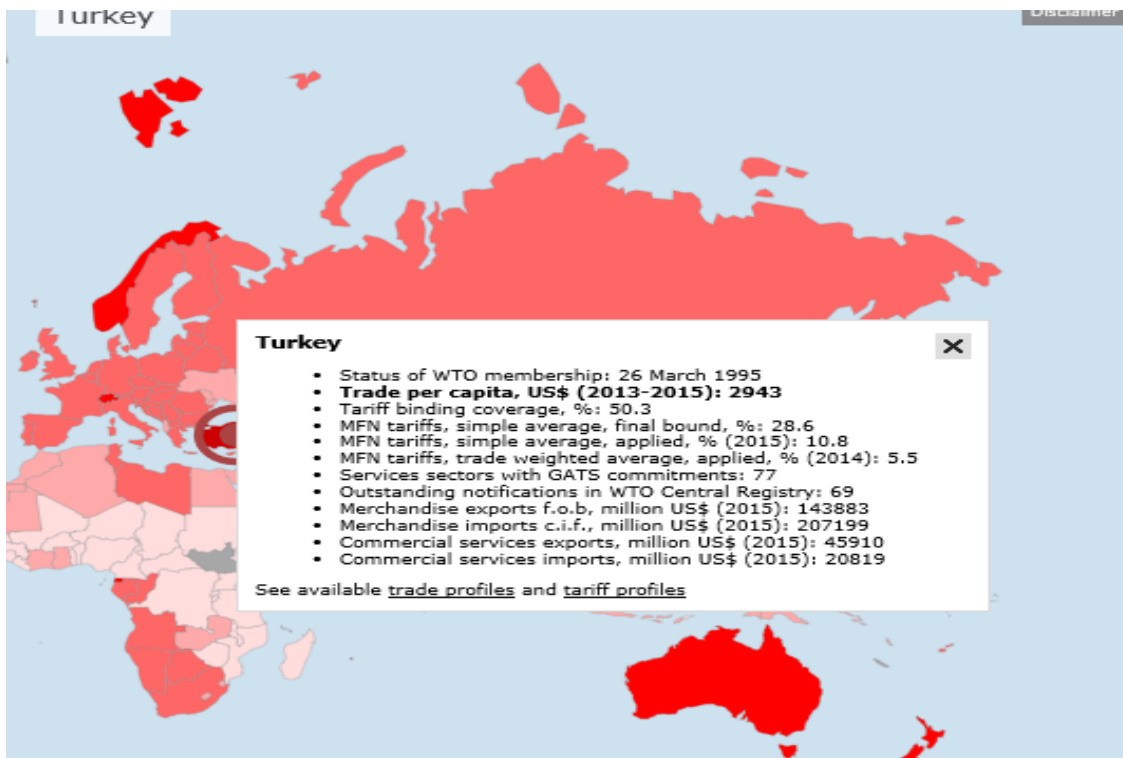 Turkey
Disclaimer
Turkey
• Status of WTO membership: 26 March 1995
• Trade per capita, US$ (2013-2015): 2943
• Tariff binding coverage, %: 50.3
• MFN tariffs, simple average, final bound, %: 28.6
• MFN tariffs, simple average, applied, % (2015): 10.8
• MFN tariffs, trade weighted average, applied, % (2014): 5.5
• Services sectors with GATS commitments: 77
• Outstanding notifications in WTO Central Registry: 69
• Merchandise exports f.o.b, million US$ (2015): 143883
• Merchandise imports c.i.f., million US$ (2015): 207199
• Commercial services exports, million US$ (2015): 45910
• Commercial services imports, million US$ (2015): 20819
See available trade profiles and tariff profiles